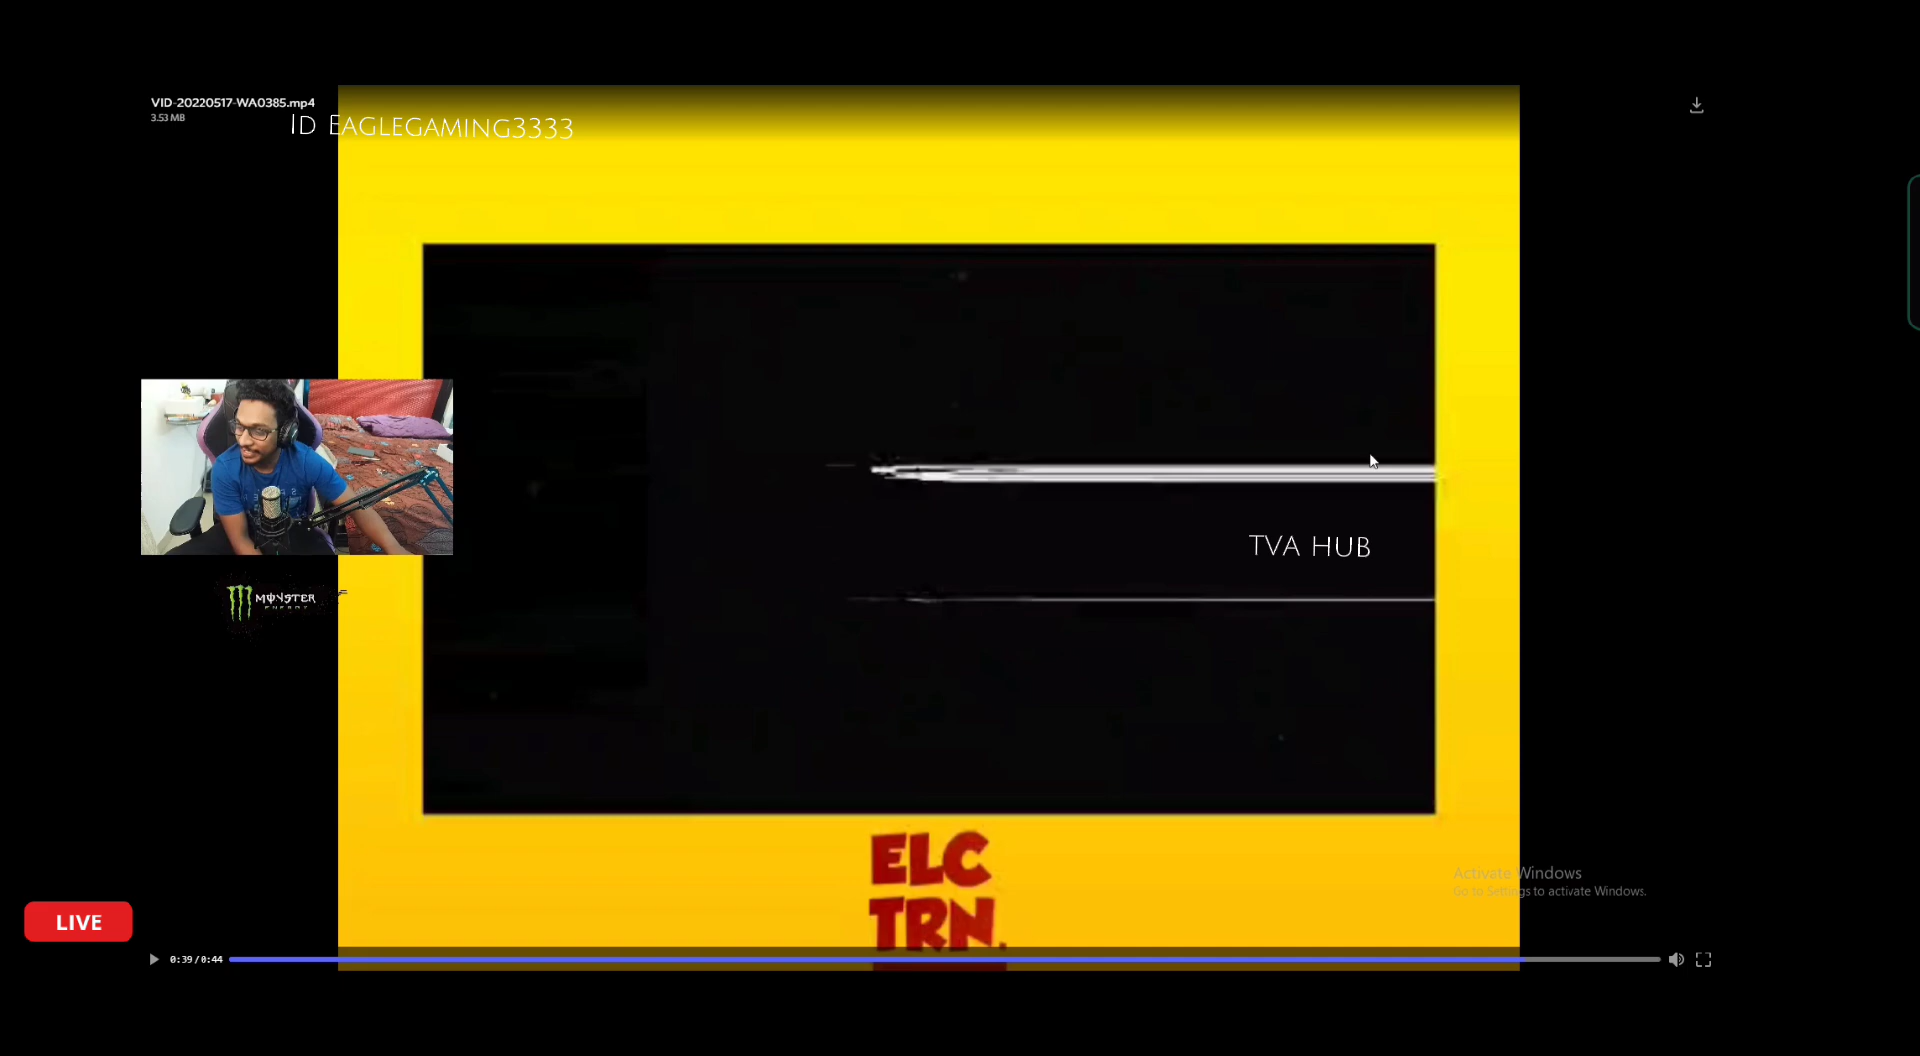 VID-20220517-WA0385.mp4
3.53 MB
ID EAGLEGAMING3333
TVA HUB
MONSTER
ENERGY
ELC
TRN.
Activate Windows
Go to Settings to activate Windows.
LIVE
0:39/0:44